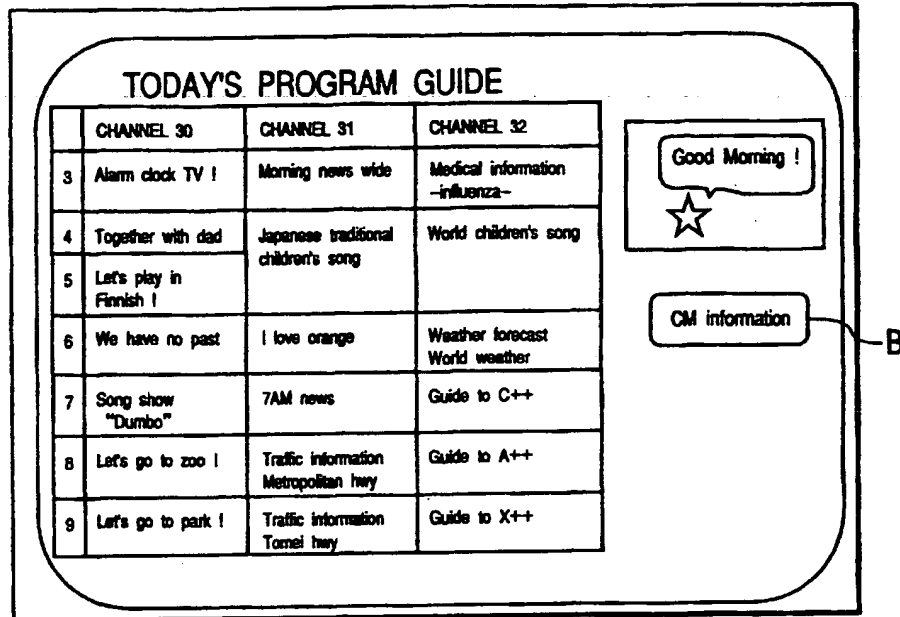 TODAY'S PROGRAM GUIDE
CHANNEL 30 CHANNEL 31 CHANNEL 32
3 Alarm clock TV ! Morning news wide Medical information
–influenza–
4 Together with dad Japanese traditional World children's song
children's song
5 Let's play in
Finnish !
6 We have no past I love orange Weather forecast
World weather
7 Song show 7AM news Guide to C++
"Dumbo"
8 Let's go to zoo ! Traffic information Guide to A++
Metropolitan hwy
9 Let's go to park ! Traffic information Guide to X++
Tomei hwy
Good Morning !
CM information
B